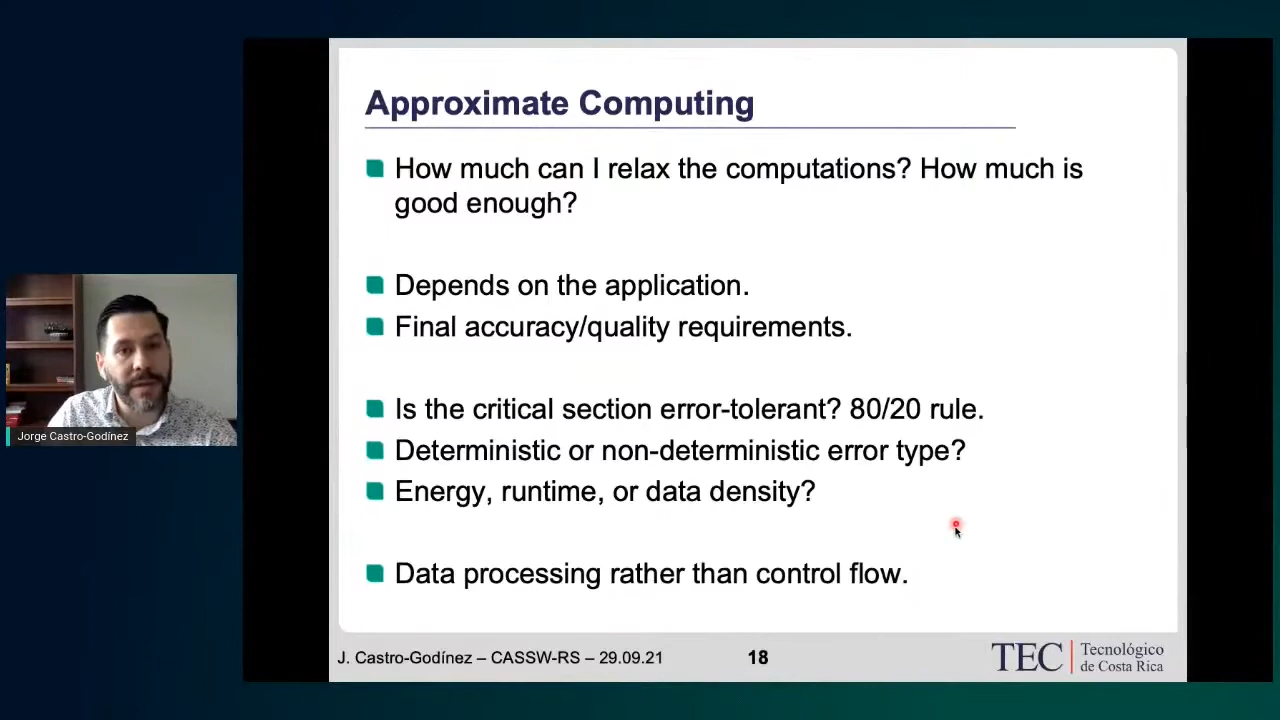 Approximate Computing
How much can I relax the computations? How much is
good enough?
Depends on the application.
Final accuracy/quality requirements.
Is the critical section error-tolerant? 80/20 rule.
Deterministic or non-deterministic error type?
Energy, runtime, or data density?
Data processing rather than control flow.
Jorge Castro-Godínez
J. Castro-Godínez – CASSW-RS – 29.09.21
18
TEC
Tecnológico
de Costa Rica